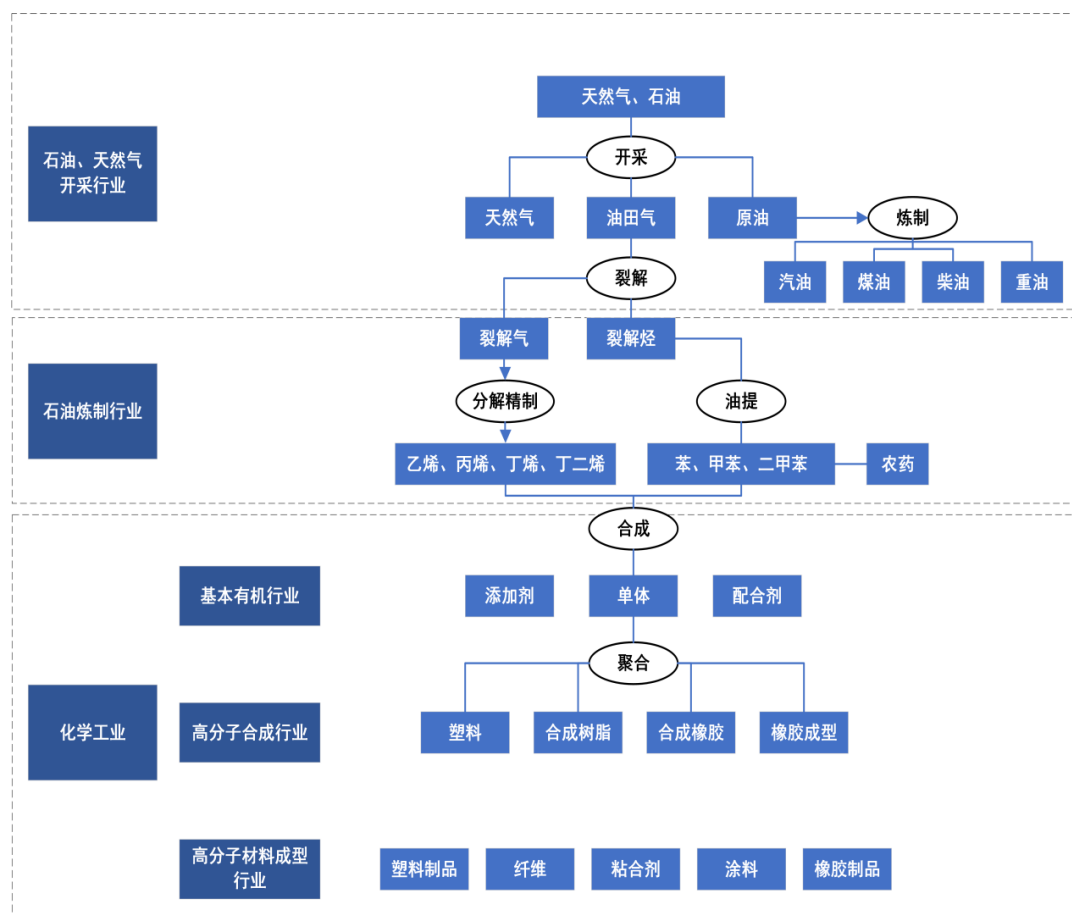 天然气、石油
石油、天然气
开采行业
开采
天然气
油田气
原油
炼制
裂解
汽油
煤油
柴油
重油
裂解气
裂解烃
石油炼制行业
分解精制
油提
乙烯、丙烯、丁烯、丁二烯
苯、甲苯、二甲苯
农药
合成
基本有机行业
添加剂
单体
配合剂
聚合
化学工业
高分子合成行业
塑料
合成树脂
合成橡胶
橡胶成型
高分子材料成型
行业
塑料制品
纤维
粘合剂
涂料
橡胶制品